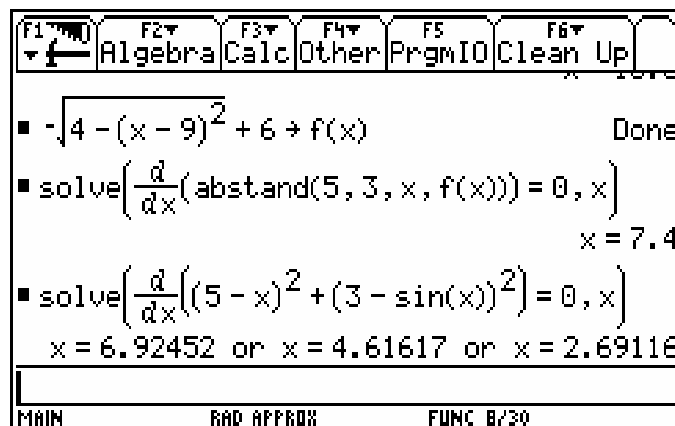 F1 F2 F3 F4 F5 F6
Algebra Calc Other PrgmIO Clean Up
-√4 - (x - 9)² + 6 → f(x) Done
solve(d/dx(abstand(5, 3, x, f(x))) = 0, x)
x = 7.4
solve(d/dx((5 - x)² + (3 - sin(x))²) = 0, x)
x = 6.92452 or x = 4.61617 or x = 2.69116
MAIN RAD APPROX FUNC 8/30